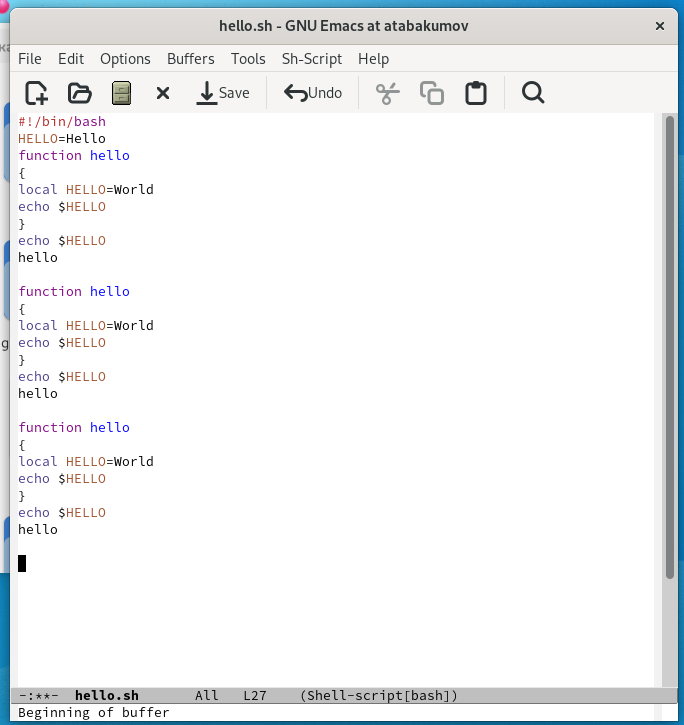 hello.sh - GNU Emacs at atabakumov
File Edit Options Buffers Tools Sh-Script Help
Save Undo
#!/bin/bash
HELLO=Hello
function hello
{
local HELLO=World
echo $HELLO
}
echo $HELLO
hello
function hello
{
local HELLO=World
echo $HELLO
}
echo $HELLO
hello
function hello
{
local HELLO=World
echo $HELLO
}
echo $HELLO
hello
-:**- hello.sh All L27 (Shell-script[bash])
Beginning of buffer